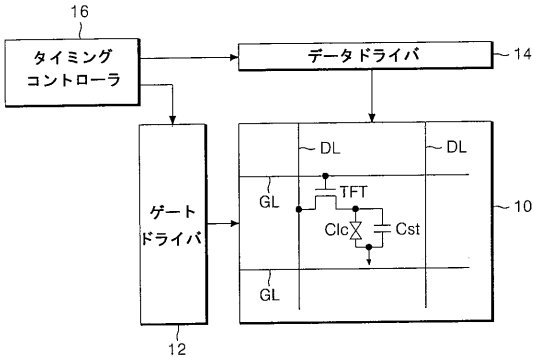 16
タイミング
コントローラ
データドライバ
14
DL
DL
TFT
GL
10
ゲート
ドライバ
Clc
Cst
GL
12